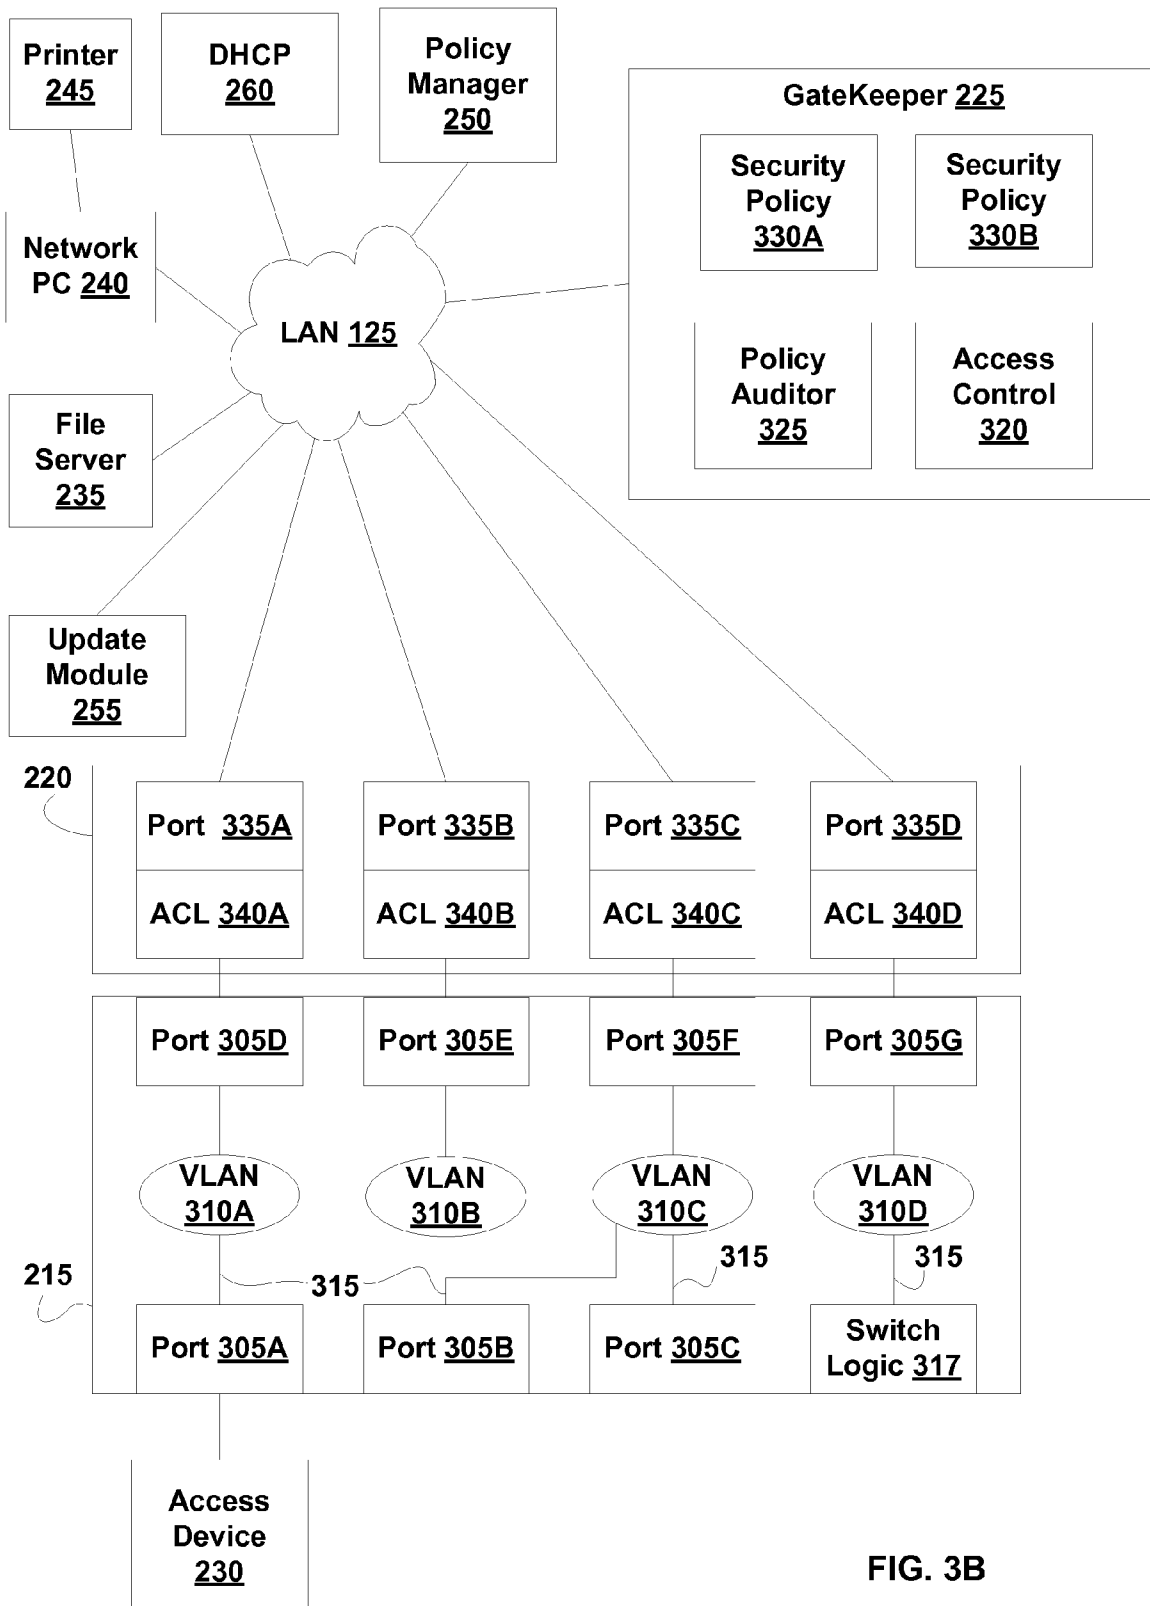 Printer
245
DHCP
260
Policy
Manager
250
GateKeeper 225
Security
Policy
330A
Security
Policy
330B
Network
PC 240
LAN 125
Policy
Auditor
325
Access
Control
320
File
Server
235
Update
Module
255
220
Port 335A
Port 335B
Port 335C
Port 335D
ACL 340A
ACL 340B
ACL 340C
ACL 340D
Port 305D
Port 305E
Port 305F
Port 305G
VLAN
310A
VLAN
310B
VLAN
310C
VLAN
310D
215
315
315
315
Port 305A
Port 305B
Port 305C
Switch
Logic 317
Access
Device
230
FIG. 3B